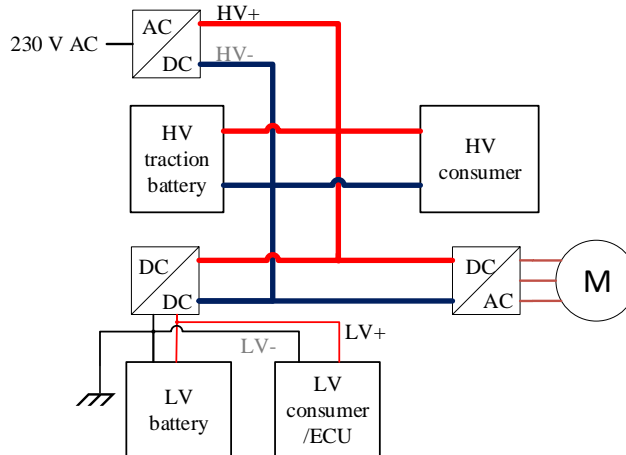 HV+
AC
230 V AC
DC
HV-
HV
traction
battery
HV
consumer
DC
DC
DC
AC
M
LV-
LV+
LV
battery
LV
consumer
/ECU